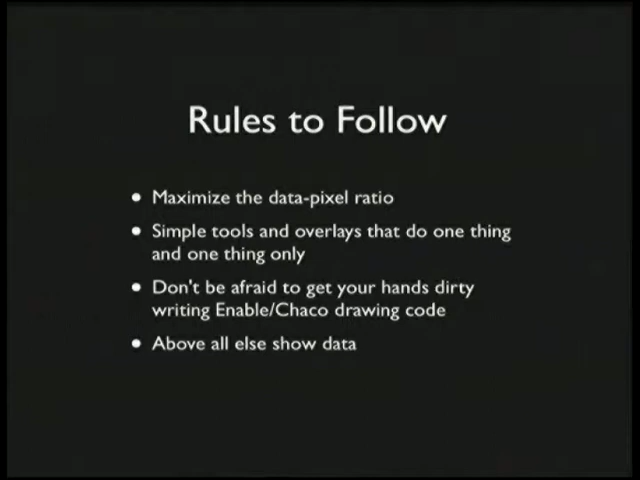 Rules to Follow
• Maximize the data-pixel ratio
• Simple tools and overlays that do one thing
and one thing only
• Don't be afraid to get your hands dirty
writing Enable/Chaco drawing code
• Above all else show data